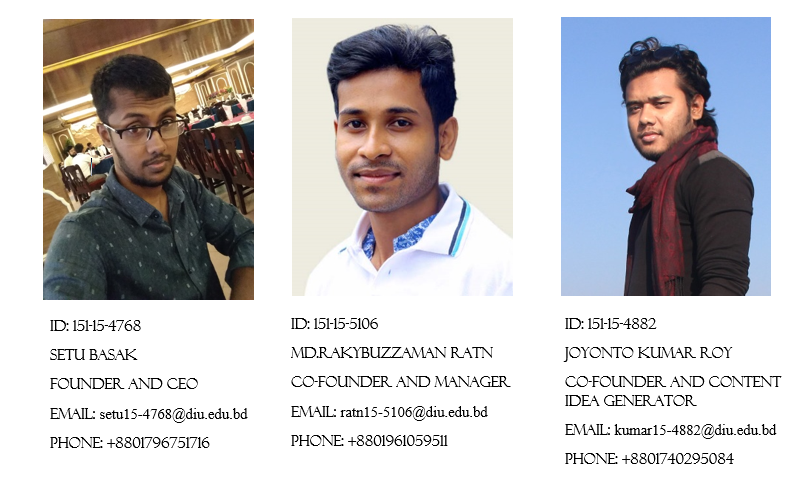 ID: 151-15-4768
SETU BASAK
FOUNDER AND CEO
EMAIL: setu15-4768@diu.edu.bd
PHONE: +8801796751716
ID: 151-15-5106
MD.RAKYBUZZAMAN RATN
CO-FOUNDER AND MANAGER
EMAIL: ratn15-5106@diu.edu.bd
PHONE: +8801961059511
ID: 151-15-4882
JOYONTO KUMAR ROY
CO-FOUNDER AND CONTENT
IDEA GENERATOR
EMAIL: kumar15-4882@diu.edu.bd
PHONE: +8801740295084